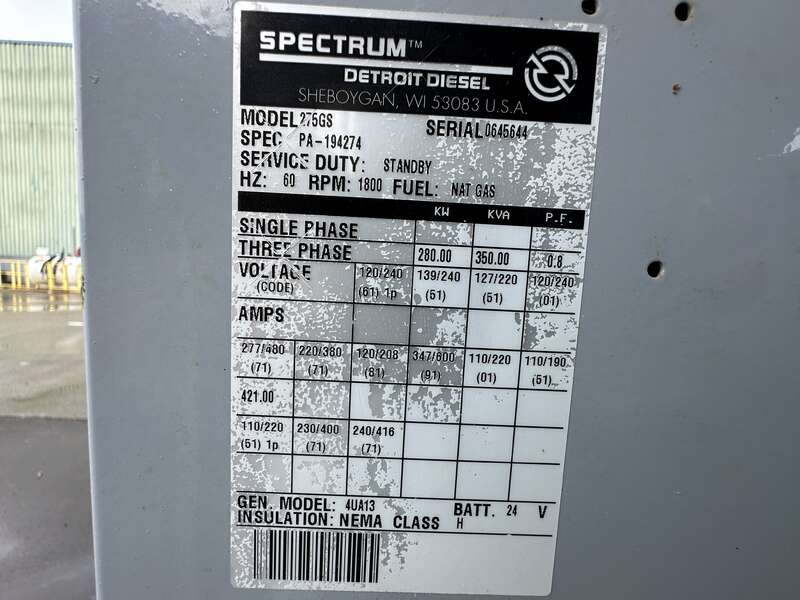 SPECTRUM™
DETROIT DIESEL
SHEBOYGAN, WI 53083 U.S.A.
MODEL 275GS SERIAL 0645644
SPEC PA-194274
SERVICE DUTY: STANDBY
HZ: 60 RPM: 1800 FUEL: NAT GAS
KW KVA P.F.
SINGLE PHASE
THREE PHASE 280.00 350.00 0.8
VOLTAGE 120/240 139/240 127/220 120/240
(CODE) (61) 1p (51) (51) (01)
AMPS
277/480 220/380 120/208 347/600 110/220 110/190
(71) (71) (81) (91) (01) (51)
421.00
110/220 230/400 240/416
(51) 1p (71) (71)
GEN. MODEL: 4UA13 BATT. 24 V
INSULATION: NEMA CLASS H